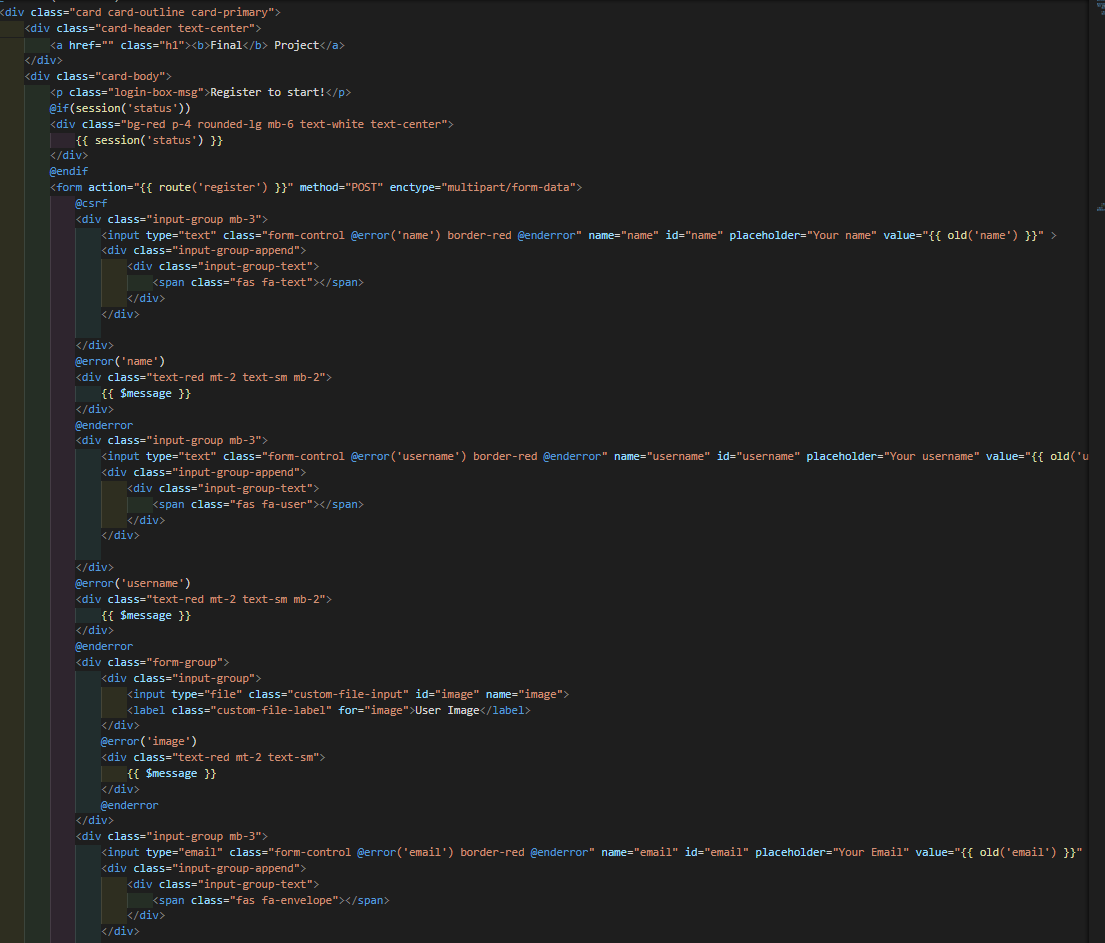 <div class="card card-outline card-primary">
<div class="card-header text-center">
<a href="" class="h1"><b>Final</b> Project</a>
</div>
<div class="card-body">
<p class="login-box-msg">Register to start!</p>
@if(session('status'))
<div class="bg-red p-4 rounded-lg mb-6 text-white text-center">
{{ session('status') }}
</div>
@endif
<form action="{{ route('register') }}" method="POST" enctype="multipart/form-data">
@csrf
<div class="input-group mb-3">
<input type="text" class="form-control @error('name') border-red @enderror" name="name" id="name" placeholder="Your name" value="{{ old('name') }}" >
<div class="input-group-append">
<div class="input-group-text">
<span class="fas fa-text"></span>
</div>
</div>
</div>
@error('name')
<div class="text-red mt-2 text-sm mb-2">
{{ $message }}
</div>
@enderror
<div class="input-group mb-3">
<input type="text" class="form-control @error('username') border-red @enderror" name="username" id="username" placeholder="Your username" value="{{ old('u
<div class="input-group-append">
<div class="input-group-text">
<span class="fas fa-user"></span>
</div>
</div>
</div>
@error('username')
<div class="text-red mt-2 text-sm mb-2">
{{ $message }}
</div>
@enderror
<div class="form-group">
<div class="input-group">
<input type="file" class="custom-file-input" id="image" name="image">
<label class="custom-file-label" for="image">User Image</label>
</div>
@error('image')
<div class="text-red mt-2 text-sm">
{{ $message }}
</div>
@enderror
</div>
<div class="input-group mb-3">
<input type="email" class="form-control @error('email') border-red @enderror" name="email" id="email" placeholder="Your Email" value="{{ old('email') }}"
<div class="input-group-append">
<div class="input-group-text">
<span class="fas fa-envelope"></span>
</div>
</div>